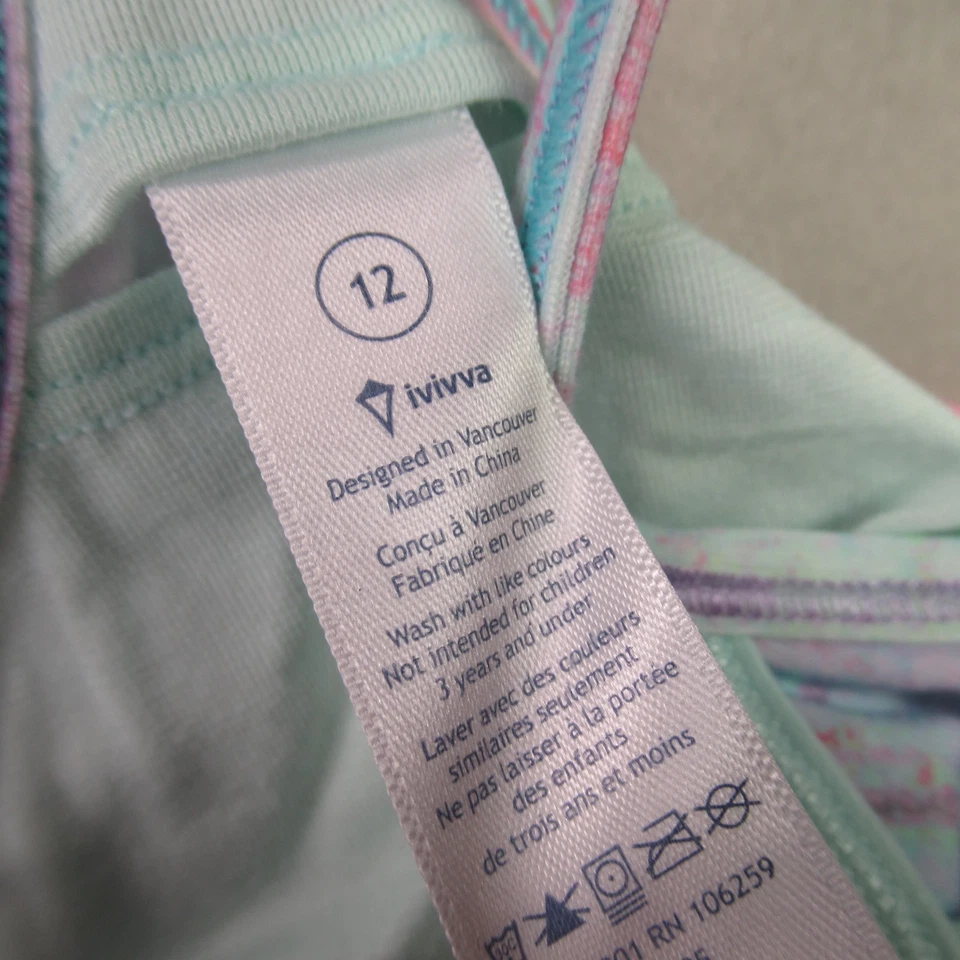 12
ivivva
Designed in Vancouver
Made in China
Conçu à Vancouver
Fabriqué en Chine
Wash with like colours
Not intended for children
3 years and under
Laver avec des couleurs
similaires seulement
Ne pas laisser à la portée
des enfants
de trois ans et moins
RN 106259